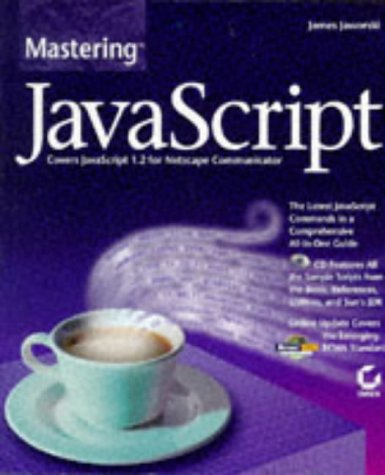 James Jaworski
Mastering
JavaScript
Covers JavaScript 1.2 for Netscape Communicator
The Latest JavaScript
Commands in a
Comprehensive
All-in-One Guide
CD Features All
the Sample Scripts from
the Book, References,
Utilities, and Sun's JDK
Online Update Covers
the Emerging
ECMA Standard
SYBEX